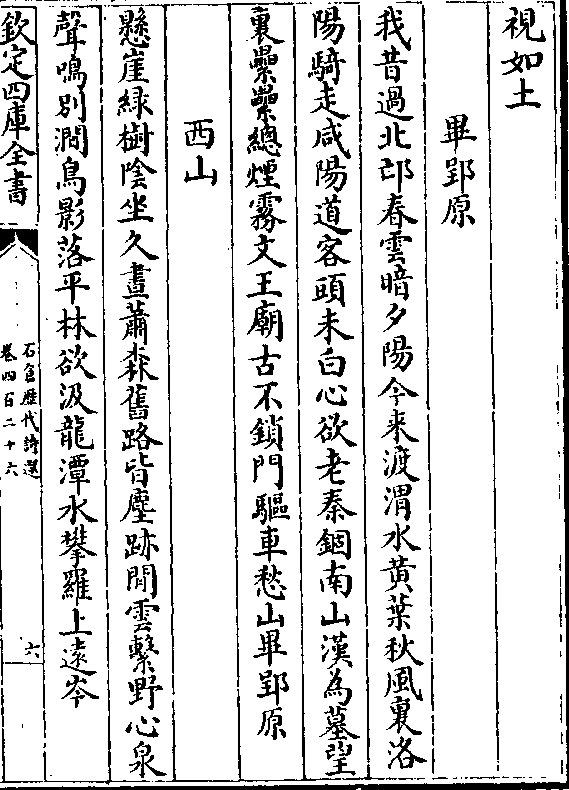 視如土
畢郢原
我昔過北邙春雲暗夕陽今來渡渭水黃葉秋風裏洛
陽騎走咸陽道客頭未白心欲老秦錮南山漢為墓望
裏纍纍總煙霧文王廟古不鎖門驅車愁山畢郢原
西山
懸崖緑樹陰坐久晝蕭森舊路皆塵跡閒雲繫野心泉
聲鳴別澗鳥影落平林欲汲龍潭水攀羅上遠岑
欽定四庫全書
石倉歴代詩選
卷四百二十六
六